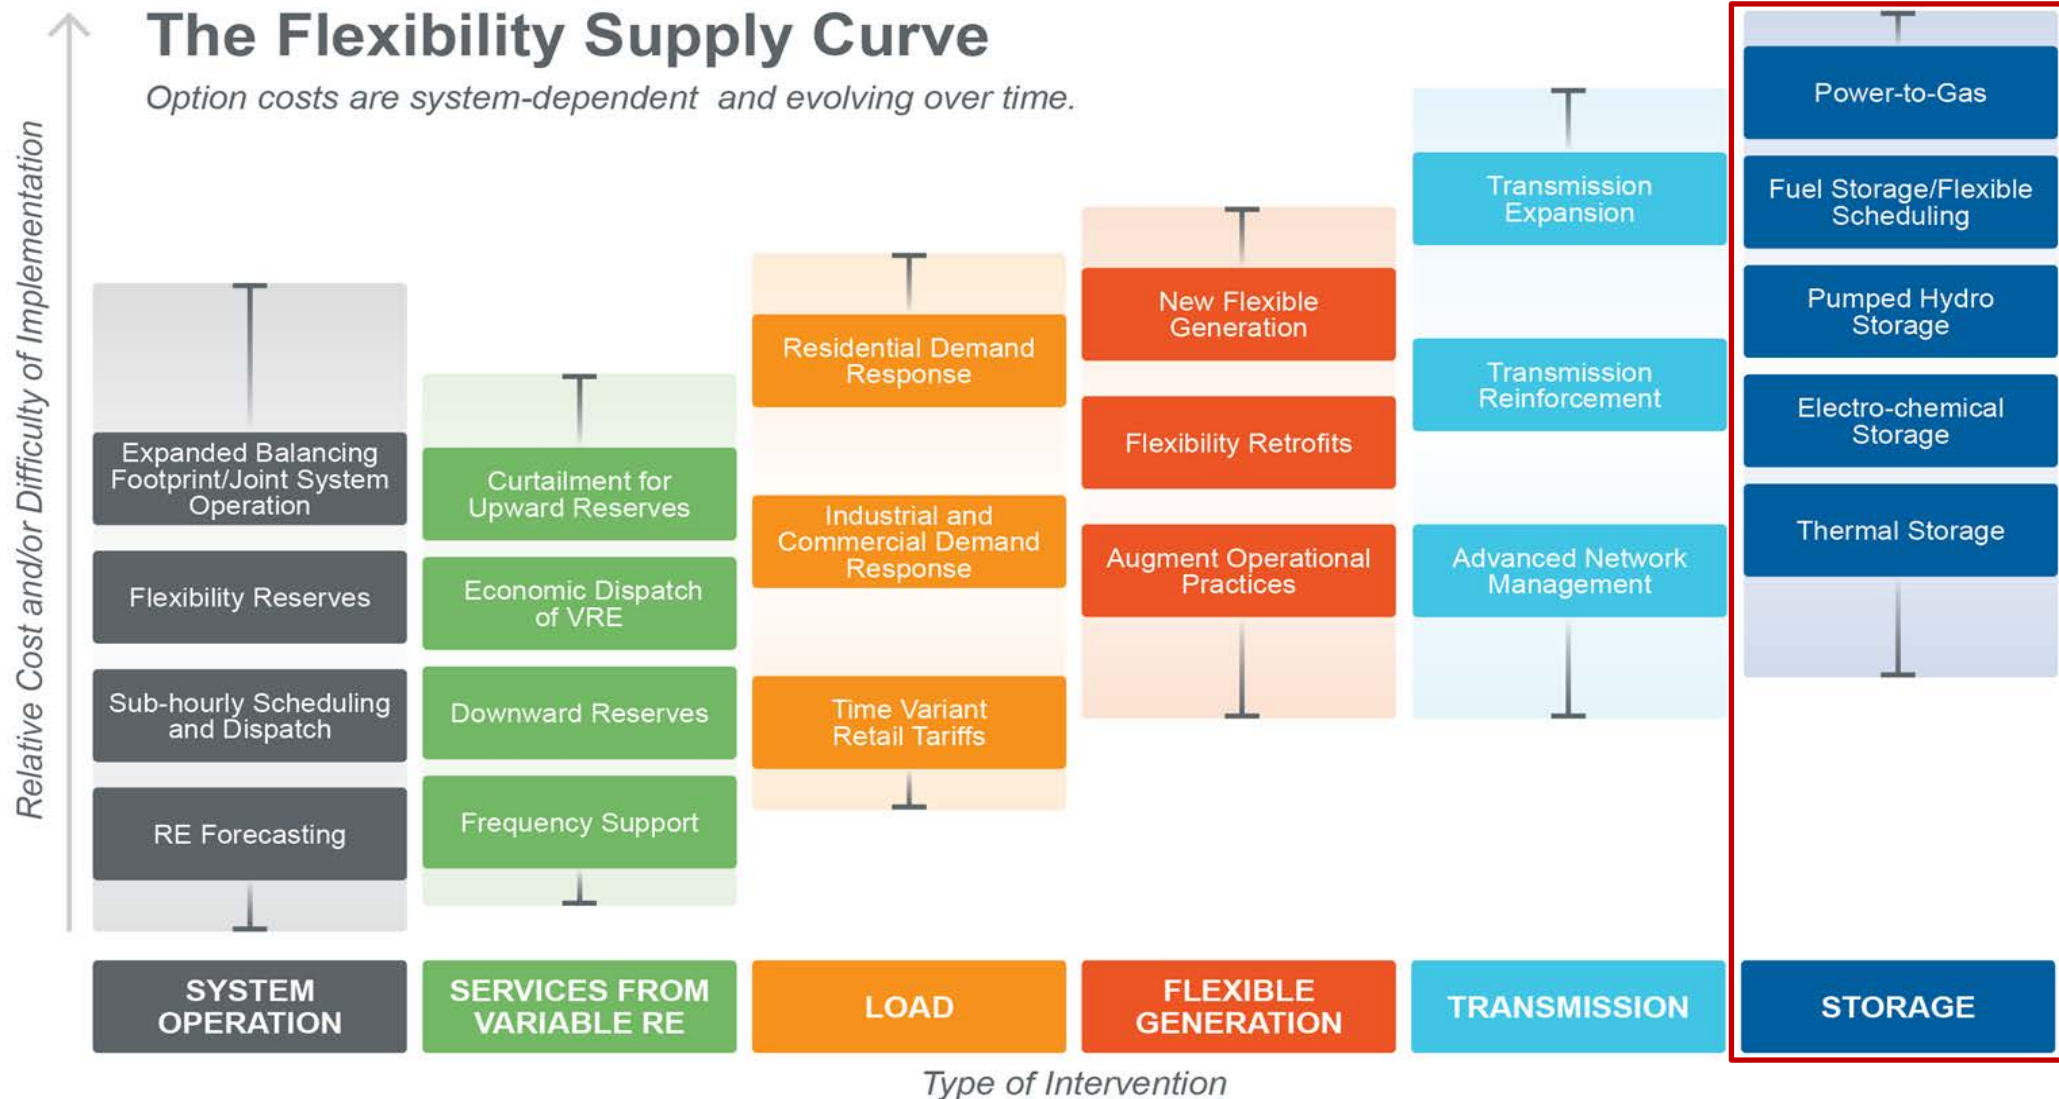 The Flexibility Supply Curve
Option costs are system-dependent and evolving over time.
Relative Cost and/or Difficulty of Implementation
Expanded Balancing
Footprint/Joint System
Operation
Flexibility Reserves
Sub-hourly Scheduling
and Dispatch
RE Forecasting
SYSTEM
OPERATION
Curtailment for
Upward Reserves
Economic Dispatch
of VRE
Downward Reserves
Frequency Support
SERVICES FROM
VARIABLE RE
Residential Demand
Response
Industrial and
Commercial Demand
Response
Time Variant
Retail Tariffs
LOAD
New Flexible
Generation
Flexibility Retrofits
Augment Operational
Practices
FLEXIBLE
GENERATION
Transmission
Expansion
Transmission
Reinforcement
Advanced Network
Management
TRANSMISSION
Power-to-Gas
Fuel Storage/Flexible
Scheduling
Pumped Hydro
Storage
Electro-chemical
Storage
Thermal Storage
STORAGE
Type of Intervention